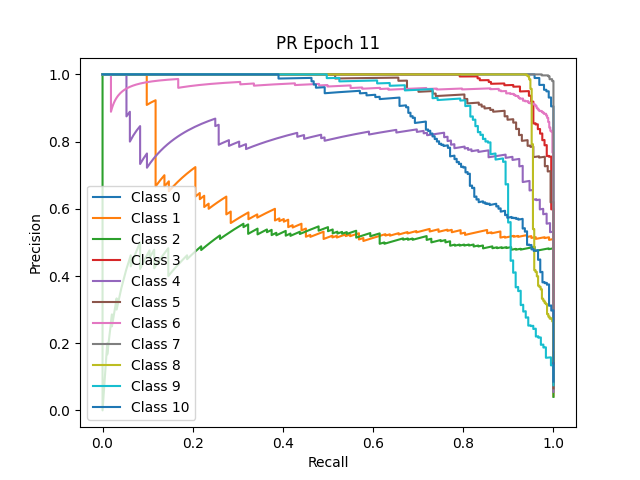 PR Epoch 11
1.0
0.8
0.6
0.4
0.2
0.0
Precision
Class 0
Class 1
Class 2
Class 3
Class 4
Class 5
Class 6
Class 7
Class 8
Class 9
Class 10
0.0 0.2 0.4 0.6 0.8 1.0
Recall